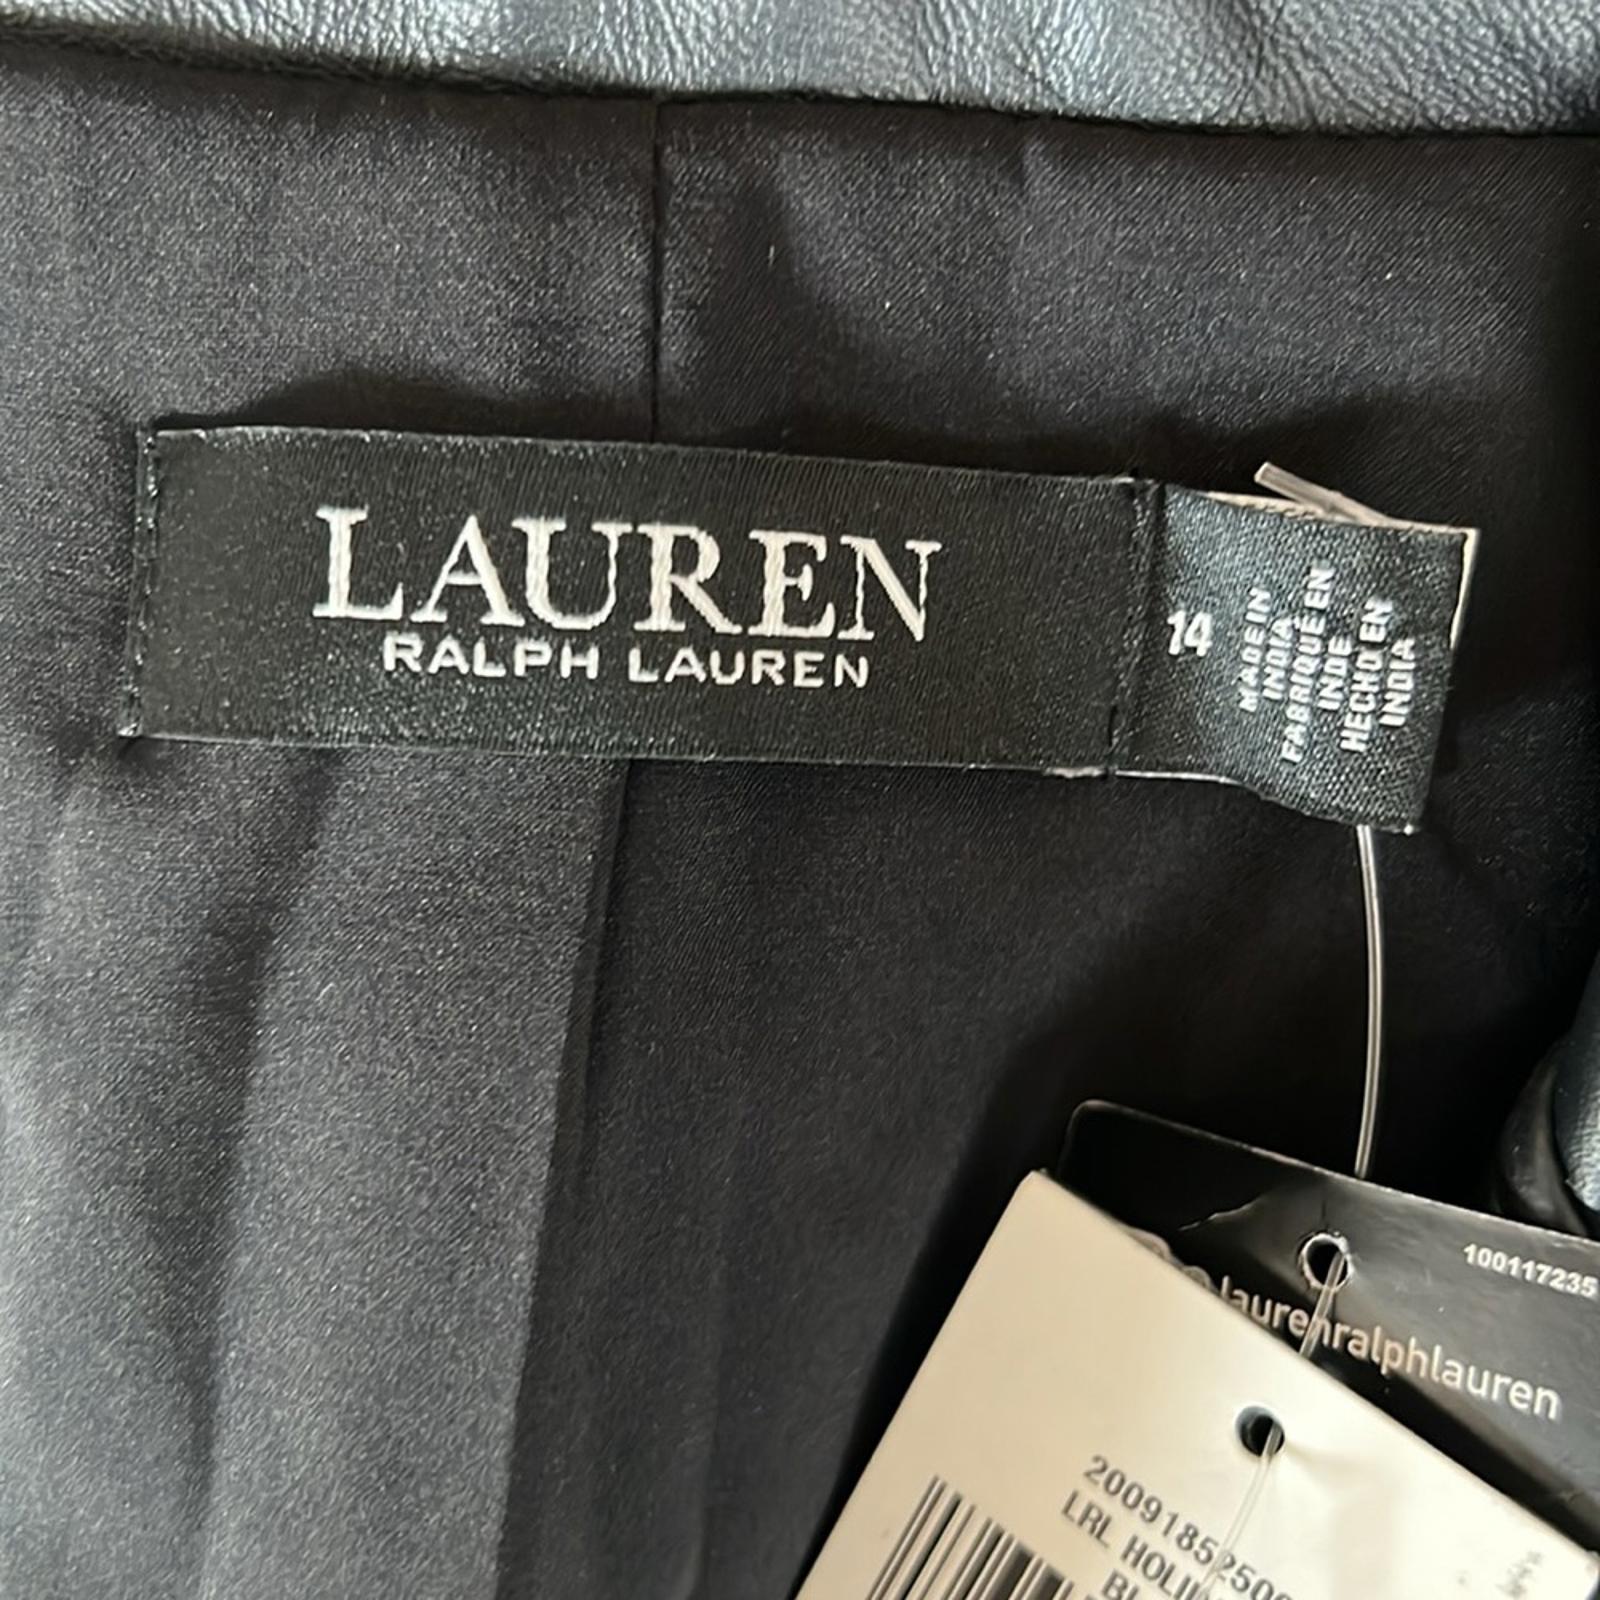 LAUREN
RALPH LAUREN
14
MADE IN
INDIA
FABRIQUÉ EN
INDE
HECHO EN
INDIA
100117235
laurenralphlauren
LRL